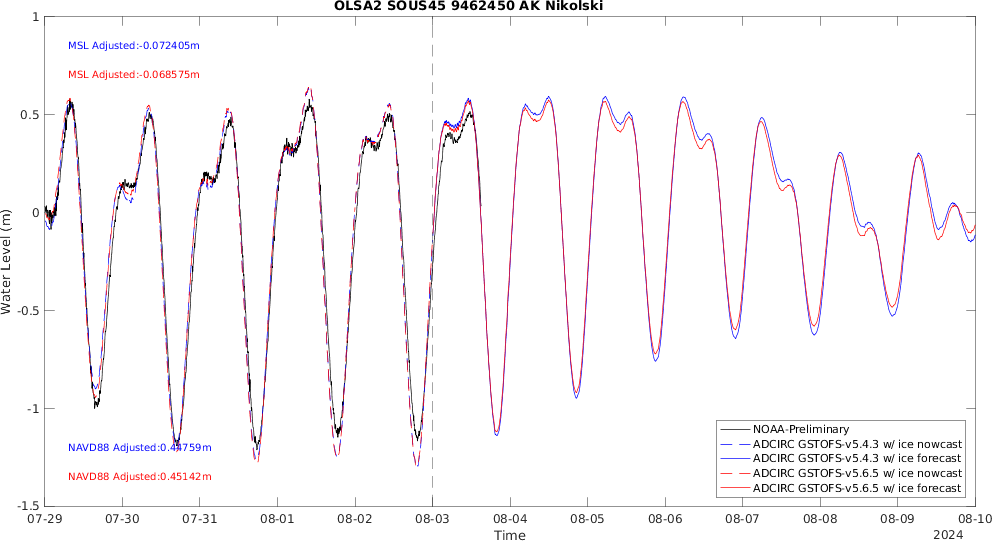 OLSA2 SOUS45 9462450 AK Nikolski
1
0.5
0
-0.5
-1
-1.5
Water Level (m)
MSL Adjusted:-0.072405m
MSL Adjusted:-0.068575m
NAVD88 Adjusted:0.44759m
NAVD88 Adjusted:0.45142m
NOAA-Preliminary
ADCIRC GSTOFS-v5.4.3 w/ ice nowcast
ADCIRC GSTOFS-v5.4.3 w/ ice forecast
ADCIRC GSTOFS-v5.6.5 w/ ice nowcast
ADCIRC GSTOFS-v5.6.5 w/ ice forecast
07-29 07-30 07-31 08-01 08-02 08-03 08-04 08-05 08-06 08-07 08-08 08-09 08-10
Time
2024